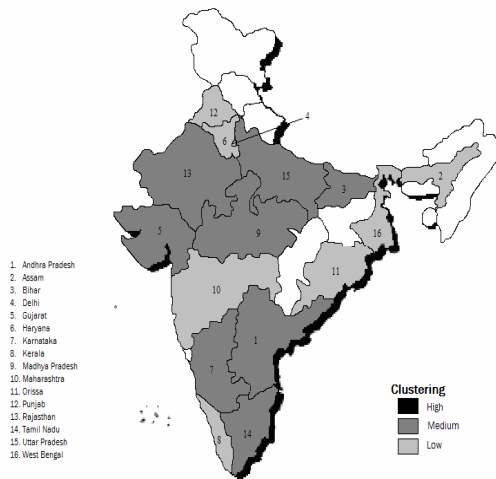 12
4
6
13
15
3
2
5
9
16
11
10
1
7
8
14
1. Andhra Pradesh
2. Assam
3. Bihar
4. Delhi
5. Gujarat
6. Haryana
7. Karnataka
8. Kerala
9. Madhya Pradesh
10. Maharashtra
11. Orissa
12. Punjab
13. Rajasthan
14. Tamil Nadu
15. Uttar Pradesh
16. West Bengal
Clustering
High
Medium
Low